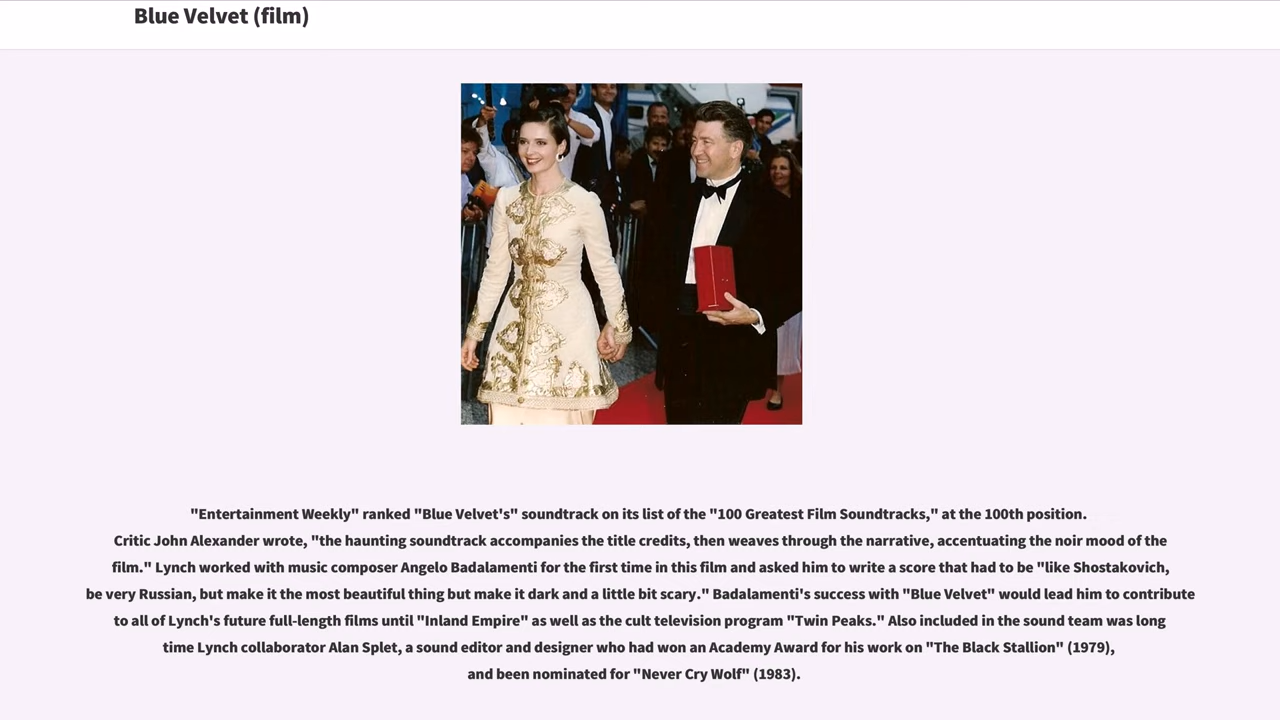 Blue Velvet (film)
"Entertainment Weekly" ranked "Blue Velvet's" soundtrack on its list of the "100 Greatest Film Soundtracks," at the 100th position.
Critic John Alexander wrote, "the haunting soundtrack accompanies the title credits, then weaves through the narrative, accentuating the noir mood of the
film." Lynch worked with music composer Angelo Badalamenti for the first time in this film and asked him to write a score that had to be "like Shostakovich,
be very Russian, but make it the most beautiful thing but make it dark and a little bit scary." Badalamenti's success with "Blue Velvet" would lead him to contribute
to all of Lynch's future full-length films until "Inland Empire" as well as the cult television program "Twin Peaks." Also included in the sound team was long
time Lynch collaborator Alan Splet, a sound editor and designer who had won an Academy Award for his work on "The Black Stallion" (1979),
and been nominated for "Never Cry Wolf" (1983).